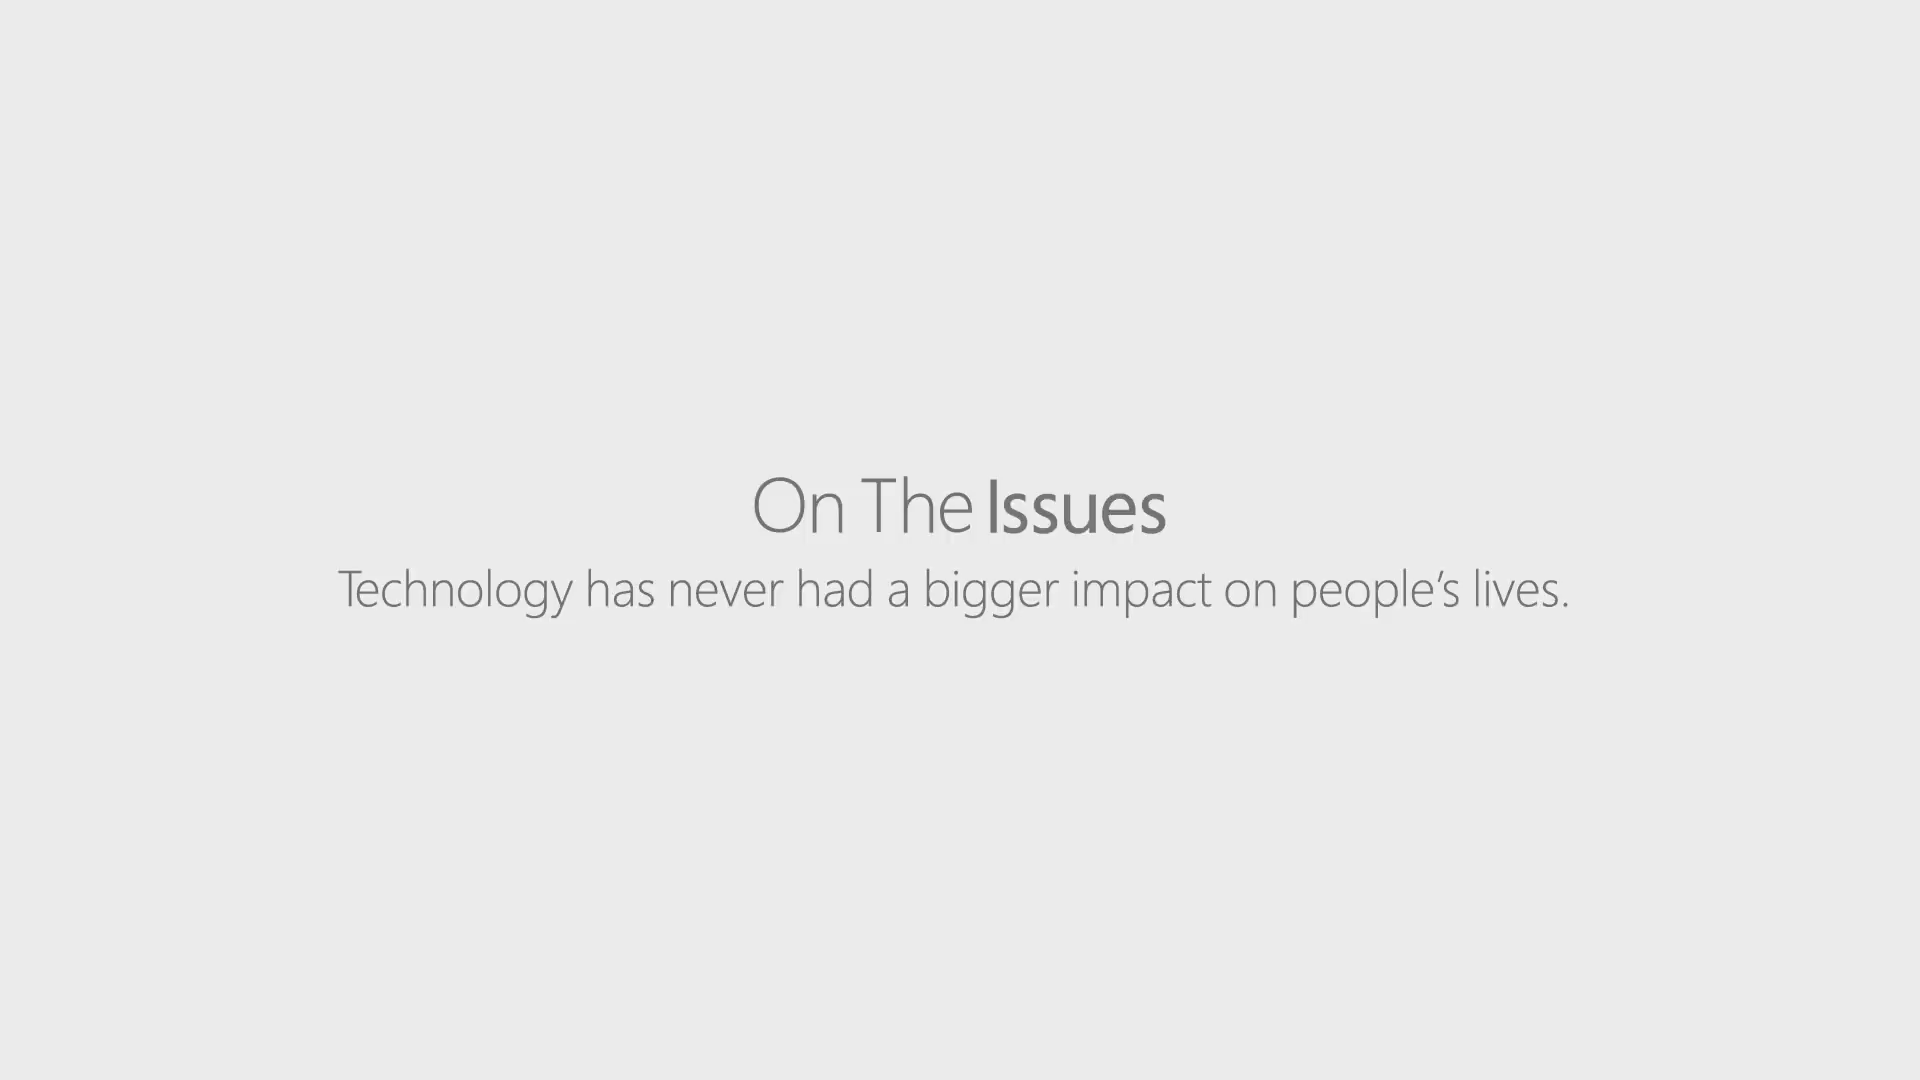 On The Issues
Technology has never had a bigger impact on people’s lives.